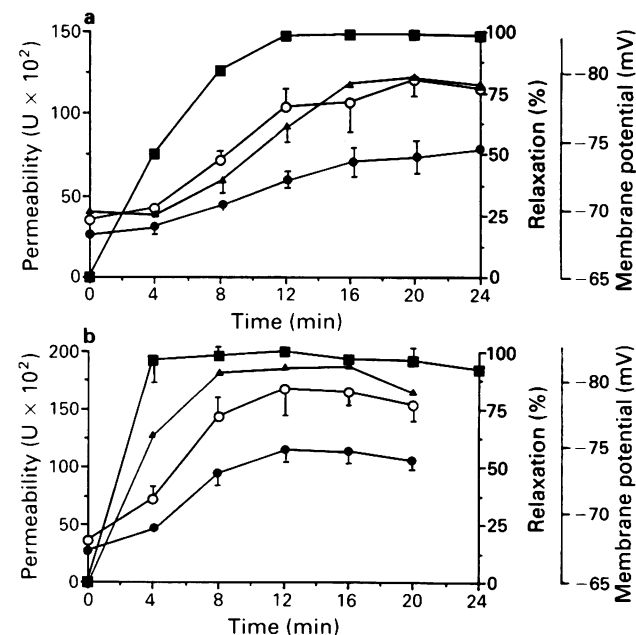 a
Permeability (U × 10²)
150
100
50
0
0 4 8 12 16 20 24
Time (min)
100
75
50
25
0
Relaxation (%)
-80
-75
-70
-65
Membrane potential (mV)
b
Permeability (U × 10²)
200
150
100
50
0
0 4 8 12 16 20 24
Time (min)
100
75
50
25
0
Relaxation (%)
-80
-75
-70
-65
Membrane potential (mV)